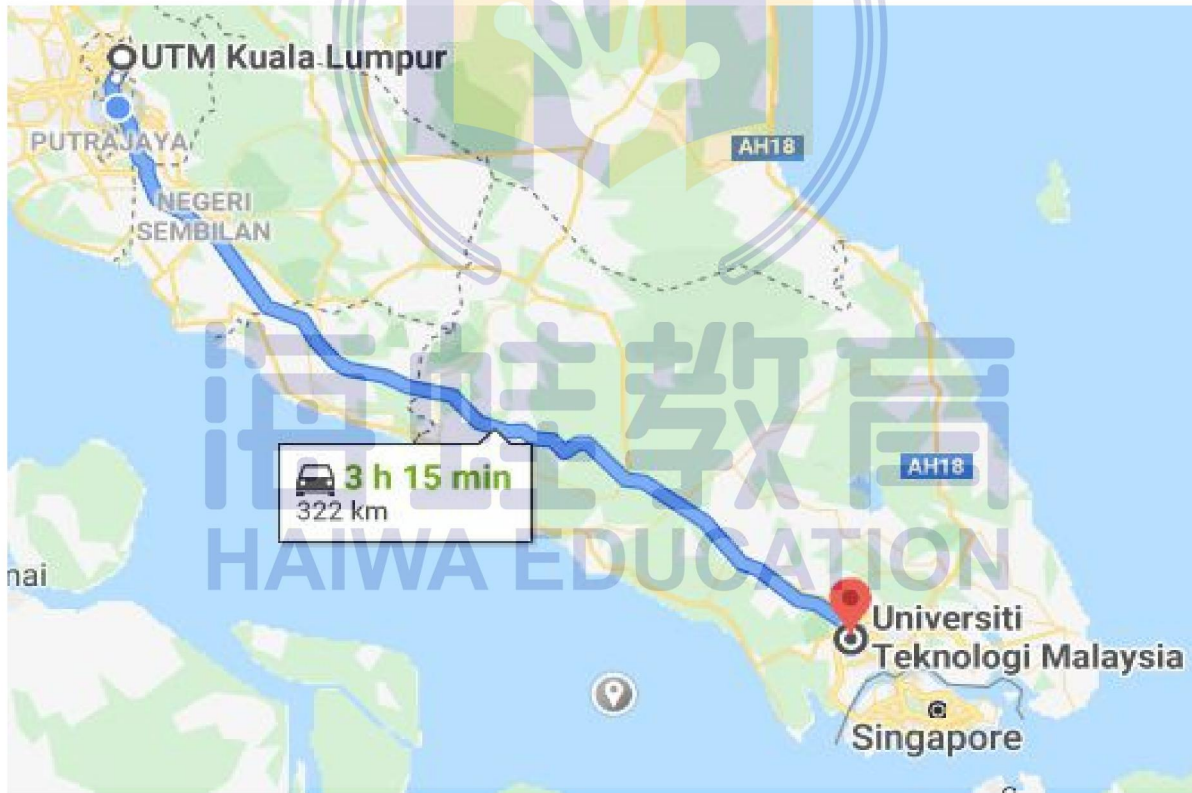 UTM Kuala Lumpur
PUTRAJAYA
NEGERI
SEMBILAN
AH18
海蛙教育
AH18
3 h 15 min
322 km
HAIWA EDUCATION
nai
Universiti
Teknologi Malaysia
Singapore